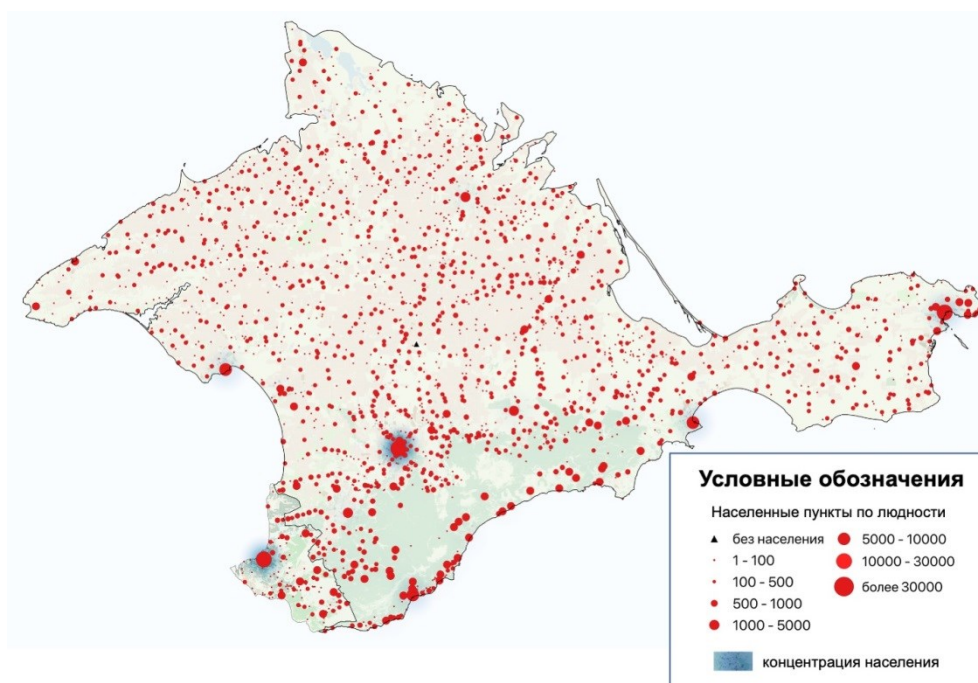 Условные обозначения
Населенные пункты по людности
без населения
1 - 100
100 - 500
500 - 1000
1000 - 5000
5000 - 10000
10000 - 30000
более 30000
концентрация населения